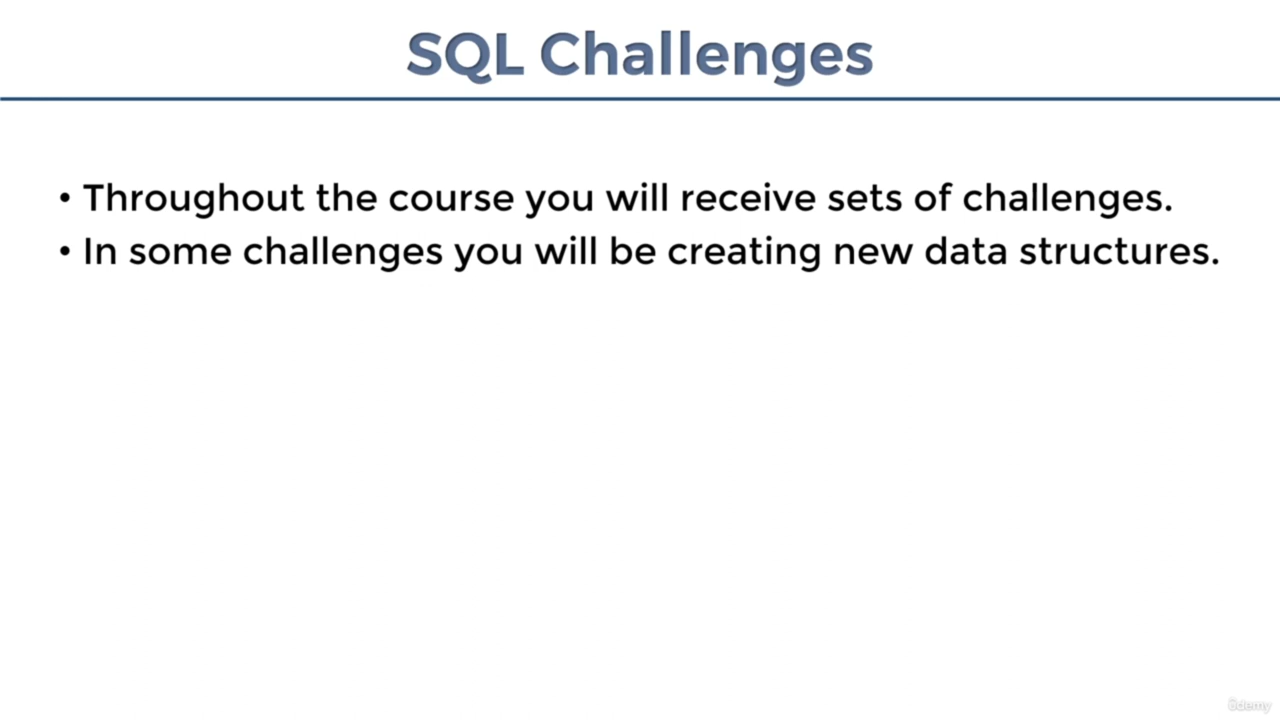 SQL Challenges
• Throughout the course you will receive sets of challenges.
• In some challenges you will be creating new data structures.
ûdemy